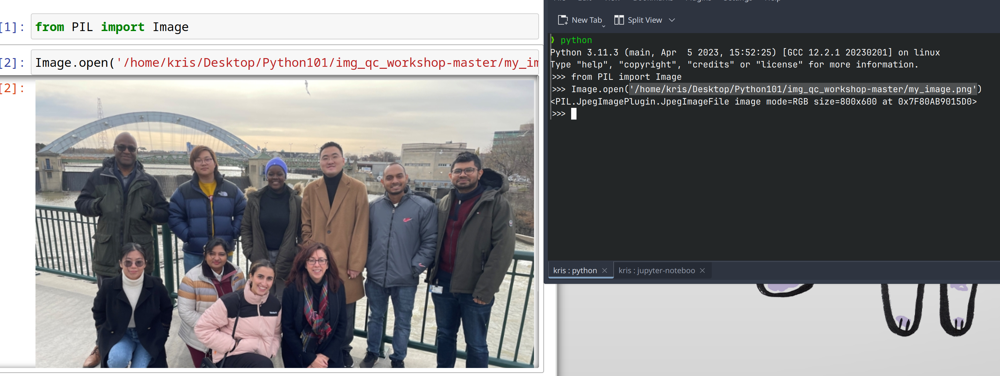 [1]: from PIL import Image
[2]: Image.open('/home/kris/Desktop/Python101/img_qc_workshop-master/my_im
[2]:
New Tab Split View
python
Python 3.11.3 (main, Apr  5 2023, 15:52:25) [GCC 12.2.1 20230201] on linux
Type "help", "copyright", "credits" or "license" for more information.
>>> from PIL import Image
>>> Image.open('/home/kris/Desktop/Python101/img_qc_workshop-master/my_image.png')
<PIL.JpegImagePlugin.JpegImageFile image mode=RGB size=800x600 at 0x7F80AB9015D0>
>>>
kris : python kris : jupyter-noteboo